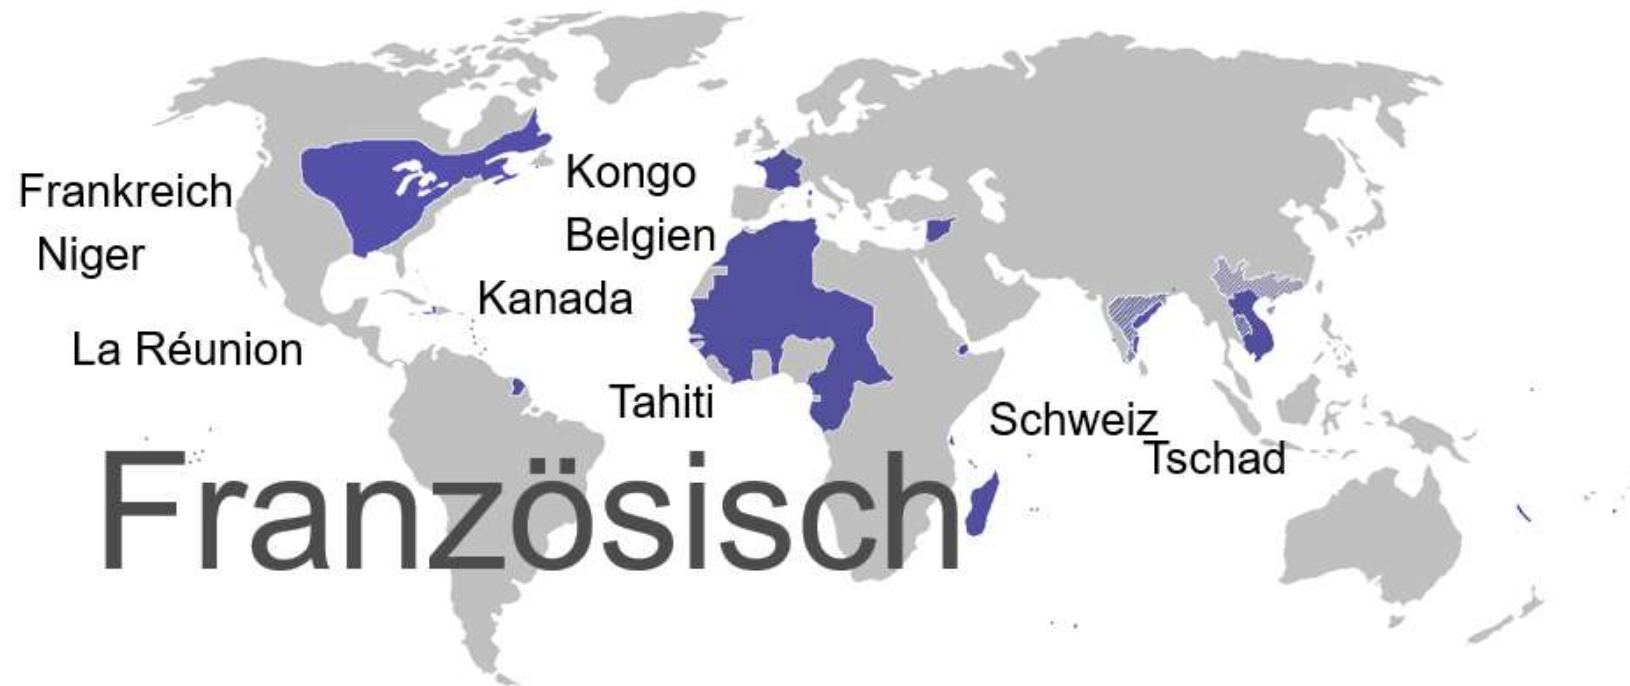 Frankreich
Niger
La Réunion
Kongo
Belgien
Kanada
Tahiti
Schweiz
Tschad
Französisch